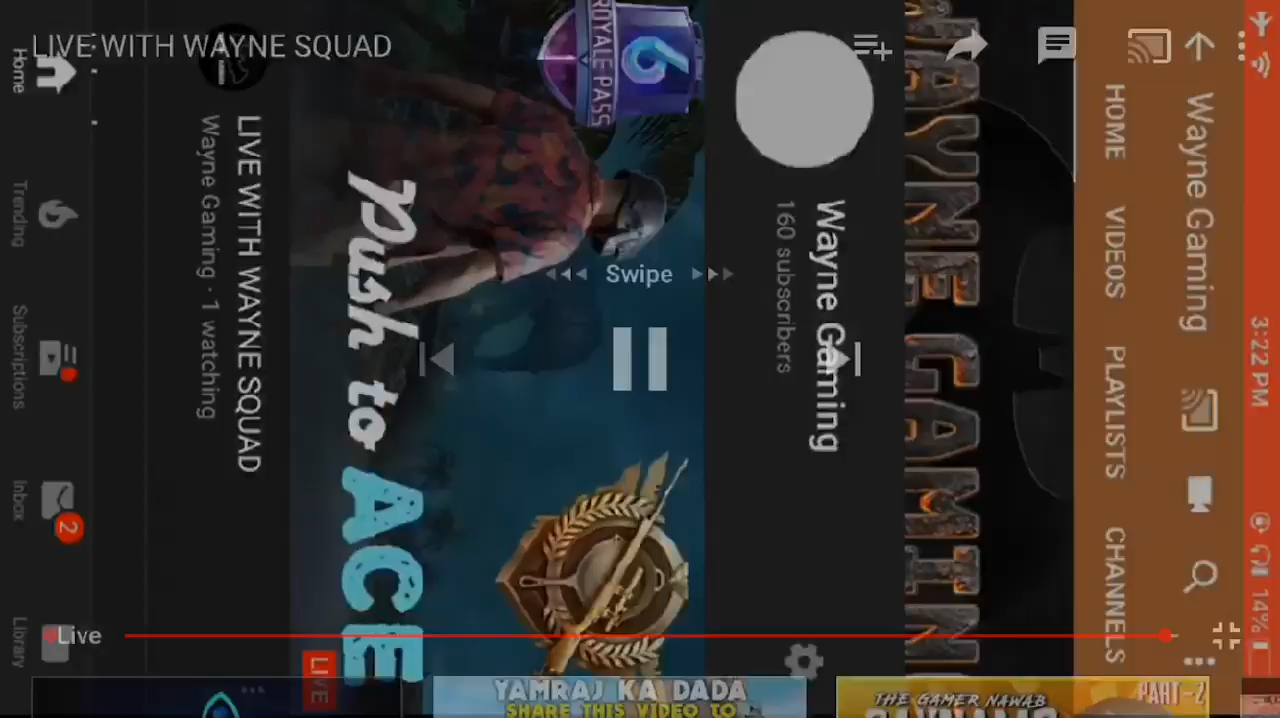 LIVE WITH WAYNE SQUAD
Swipe
Live
3:22 PM
14%
Wayne Gaming
HOME
VIDEOS
PLAYLISTS
CHANNELS
WAYNE GAMING
Wayne Gaming
160 subscribers
ROYALE PASS
6
Push to ACE
LIVE
LIVE WITH WAYNE SQUAD
Wayne Gaming · 1 watching
Home
Trending
Subscriptions
Inbox
2
Library
YAMRAJ KA DADA
SHARE THIS VIDEO TO
THE GAMER NAWAB
PART-2